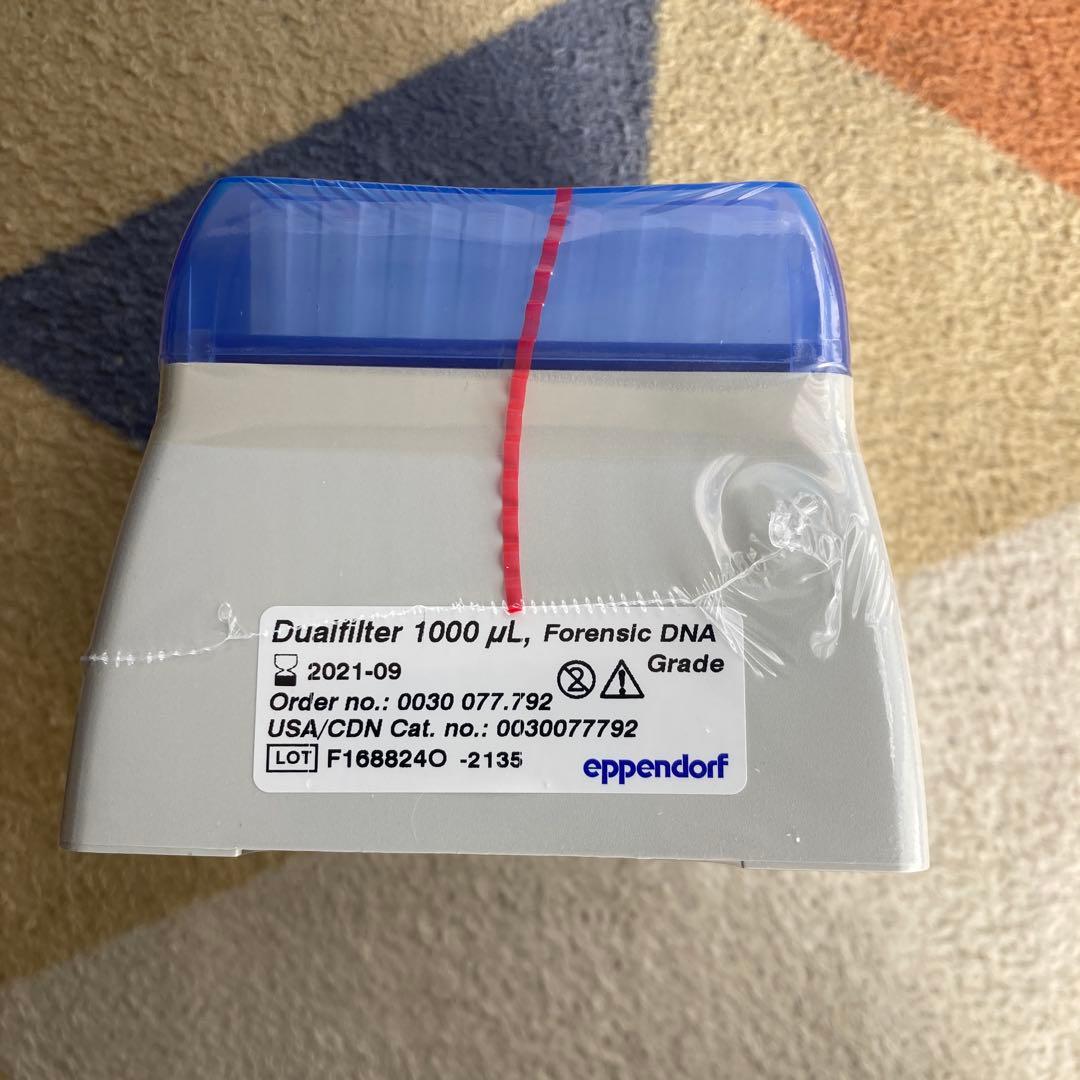 Dualfilter 1000 µL, Forensic DNA
Grade
2021-09
Order no.: 0030 077.792
USA/CDN Cat. no.: 0030077792
LOT F168824O -2135
2
eppendorf